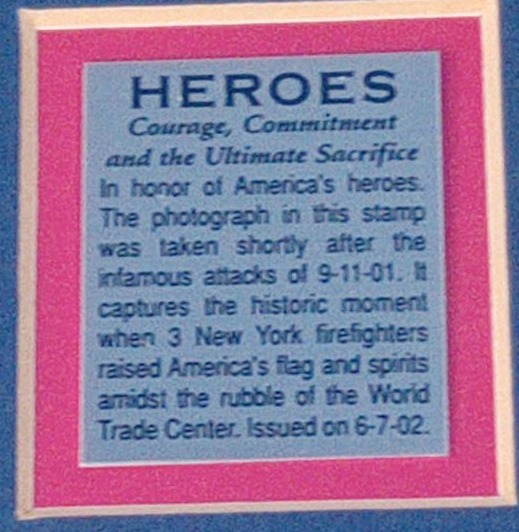 HEROES
Courage, Commitment
and the Ultimate Sacrifice
In honor of America's heroes.
The photograph in this stamp
was taken shortly after the
infamous attacks of 9-11-01. It
captures the historic moment
when 3 New York firefighters
raised America's flag and spirits
amidst the rubble of the World
Trade Center. Issued on 6-7-02.